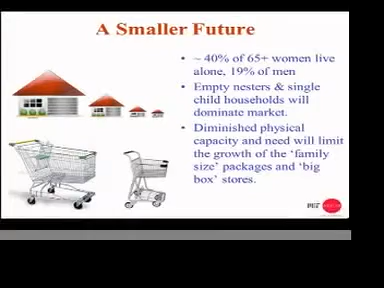 A Smaller Future
• ~ 40% of 65+ women live
alone, 19% of men
• Empty nesters & single
child households will
dominate market.
• Diminished physical
capacity and need will limit
the growth of the ‘family
size’ packages and ‘big
box’ stores.